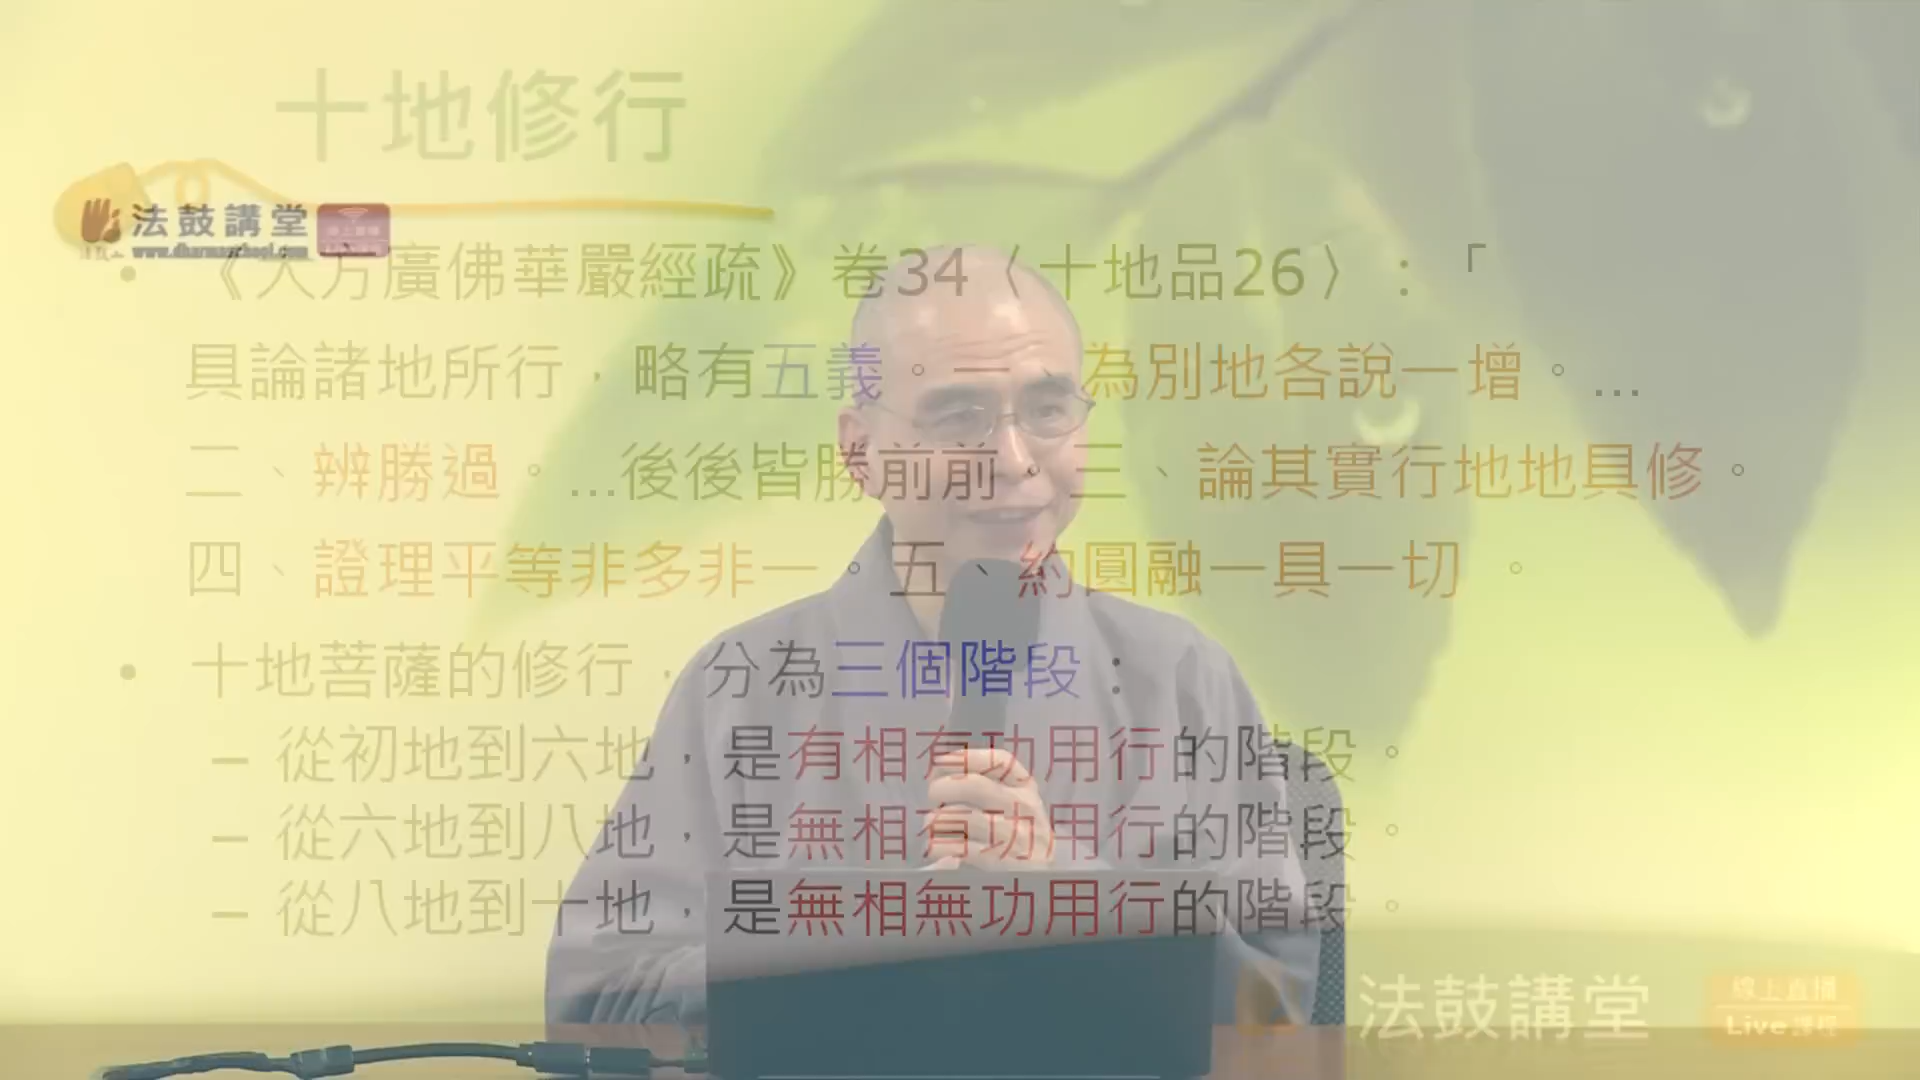 十地修行
法鼓講堂
線上直播
《大方廣佛華嚴經疏》卷34〈十地品26〉：「
具論諸地所行，略有五義。一、為別地各說一增。…
二、辨勝過。…後後皆勝前前。三、論其實行地地具修。
四、證理平等非多非一。五、約圓融一具一切。
• 十地菩薩的修行，分為三個階段：
– 從初地到六地，是有相有功用行的階段。
– 從六地到八地，是無相有功用行的階段。
– 從八地到十地，是無相無功用行的階段。
法鼓講堂
線上直播
Live 課程